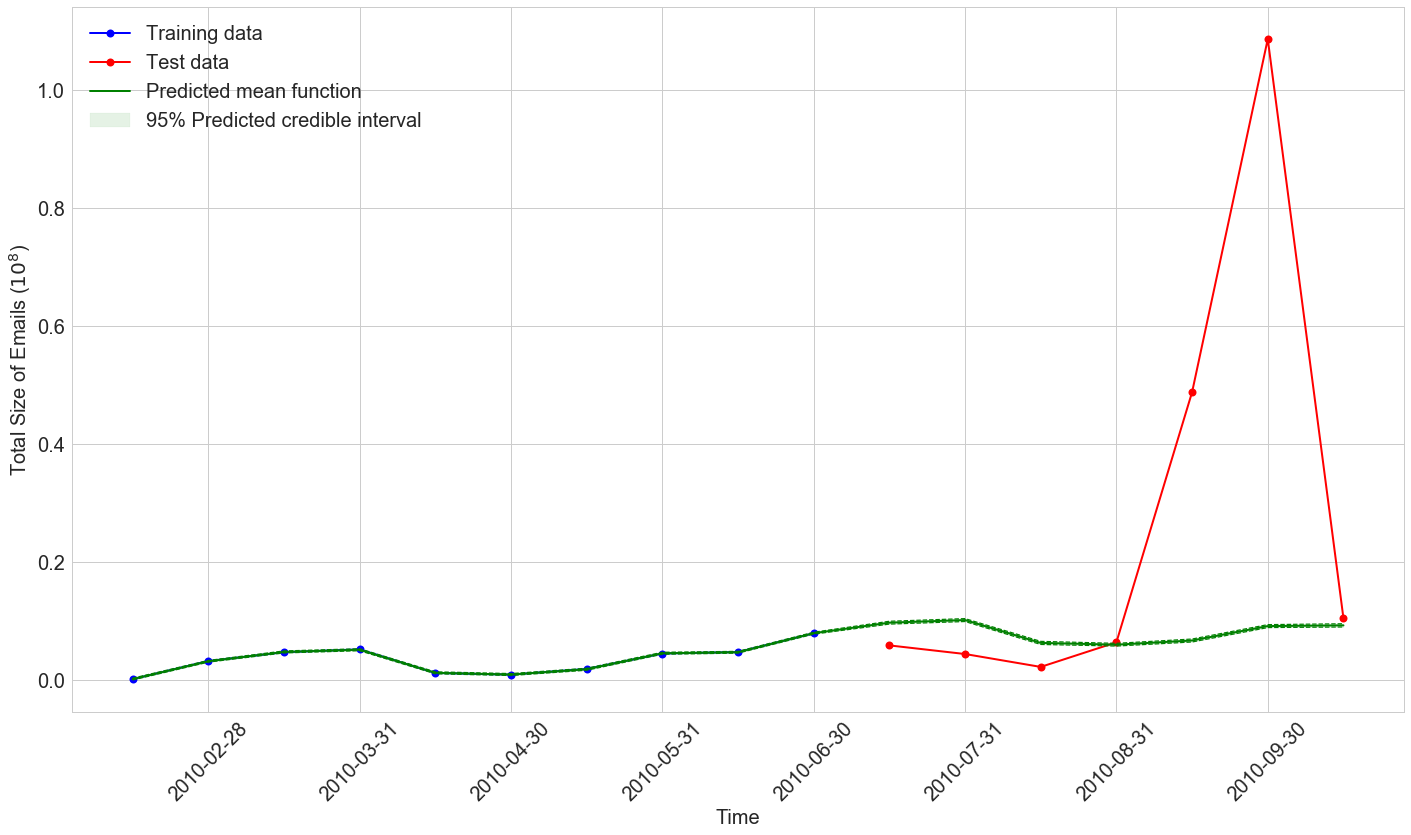 Training data
Test data
Predicted mean function
95% Predicted credible interval
1.0
0.8
0.6
0.4
0.2
0.0
Total Size of Emails (10⁸)
2010-02-28
2010-03-31
2010-04-30
2010-05-31
2010-06-30
2010-07-31
2010-08-31
2010-09-30
Time